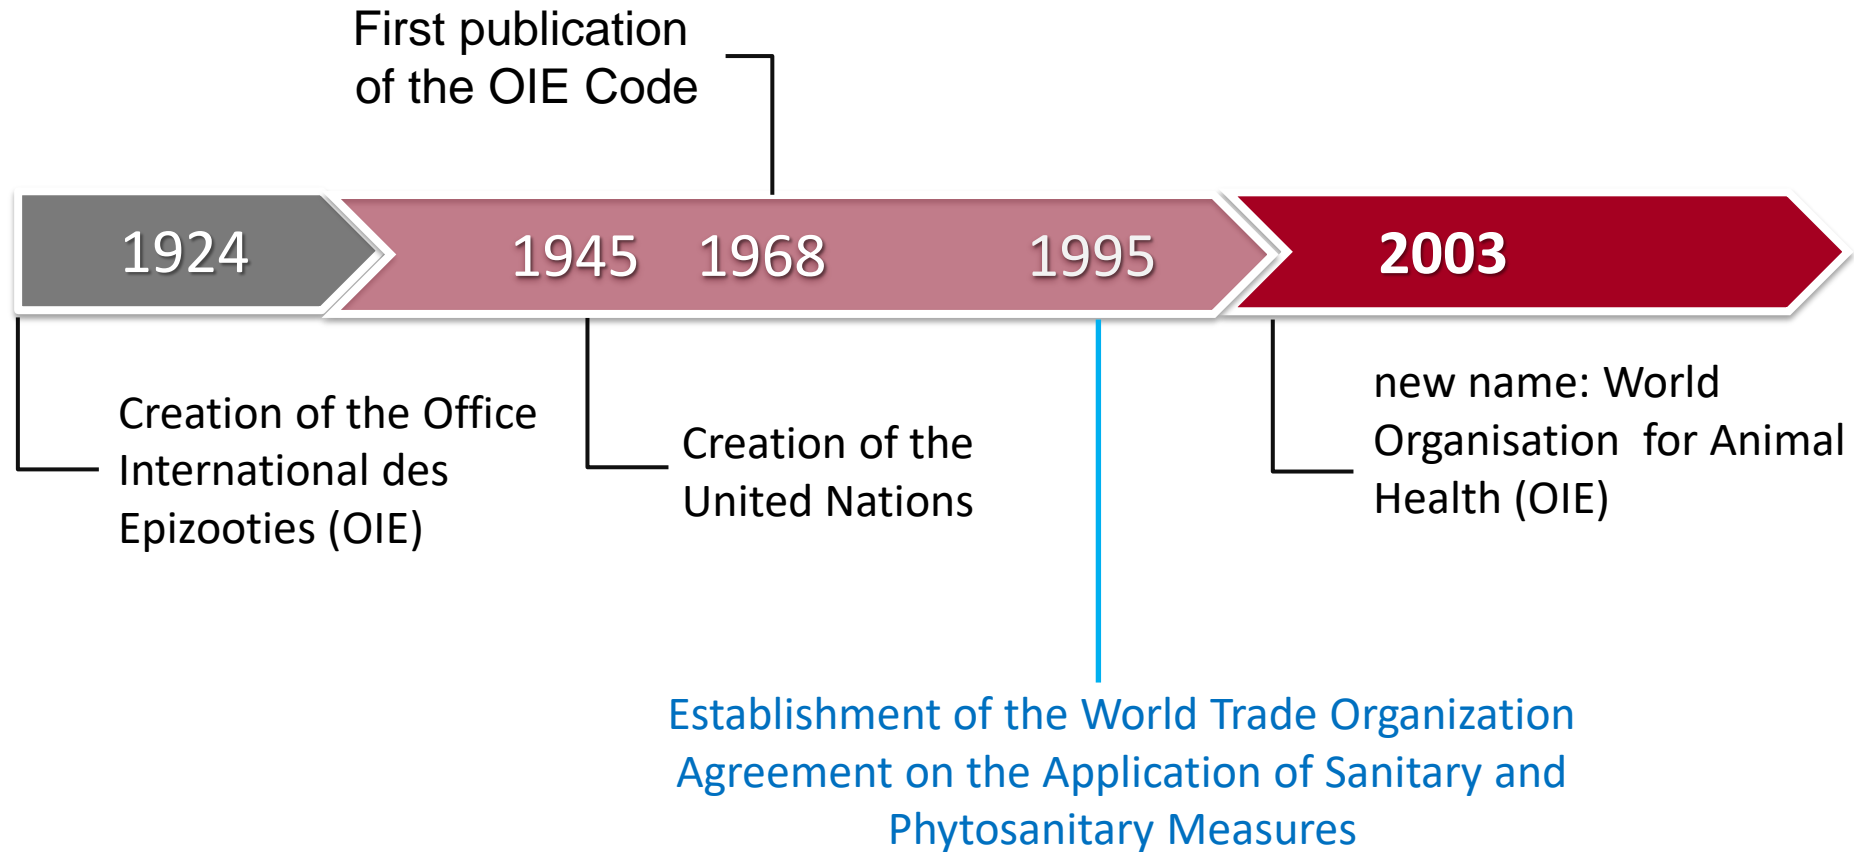 First publication
of the OIE Code
1924 1945 1968 1995 2003
Creation of the Office
International des
Epizooties (OIE)
Creation of the
United Nations
new name: World
Organisation for Animal
Health (OIE)
Establishment of the World Trade Organization
Agreement on the Application of Sanitary and
Phytosanitary Measures